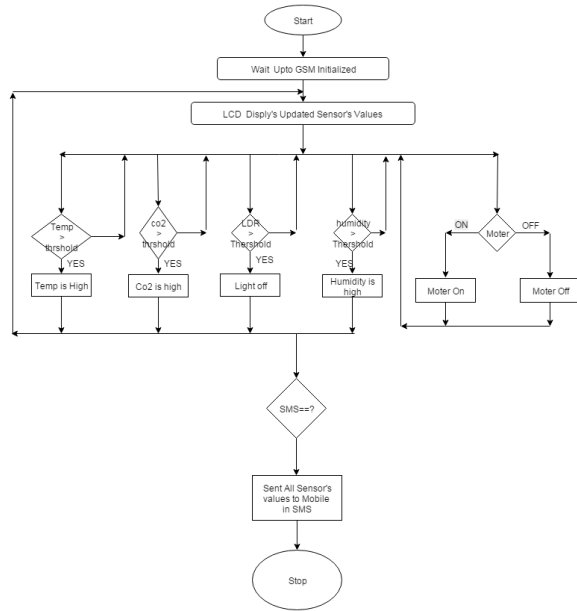 Start
Wait Upto GSM Initialized
LCD Disply's Updated Sensor's Values
Temp
>
thrshold
YES
Temp is High
co2
>
thrshold
YES
Co2 is high
LDR
>
Thershold
YES
Light off
humidity
>
Thershold
YES
Humidity is
high
ON
Moter
OFF
Moter On
Moter Off
SMS==?
Sent All Sensor's
values to Mobile
in SMS
Stop